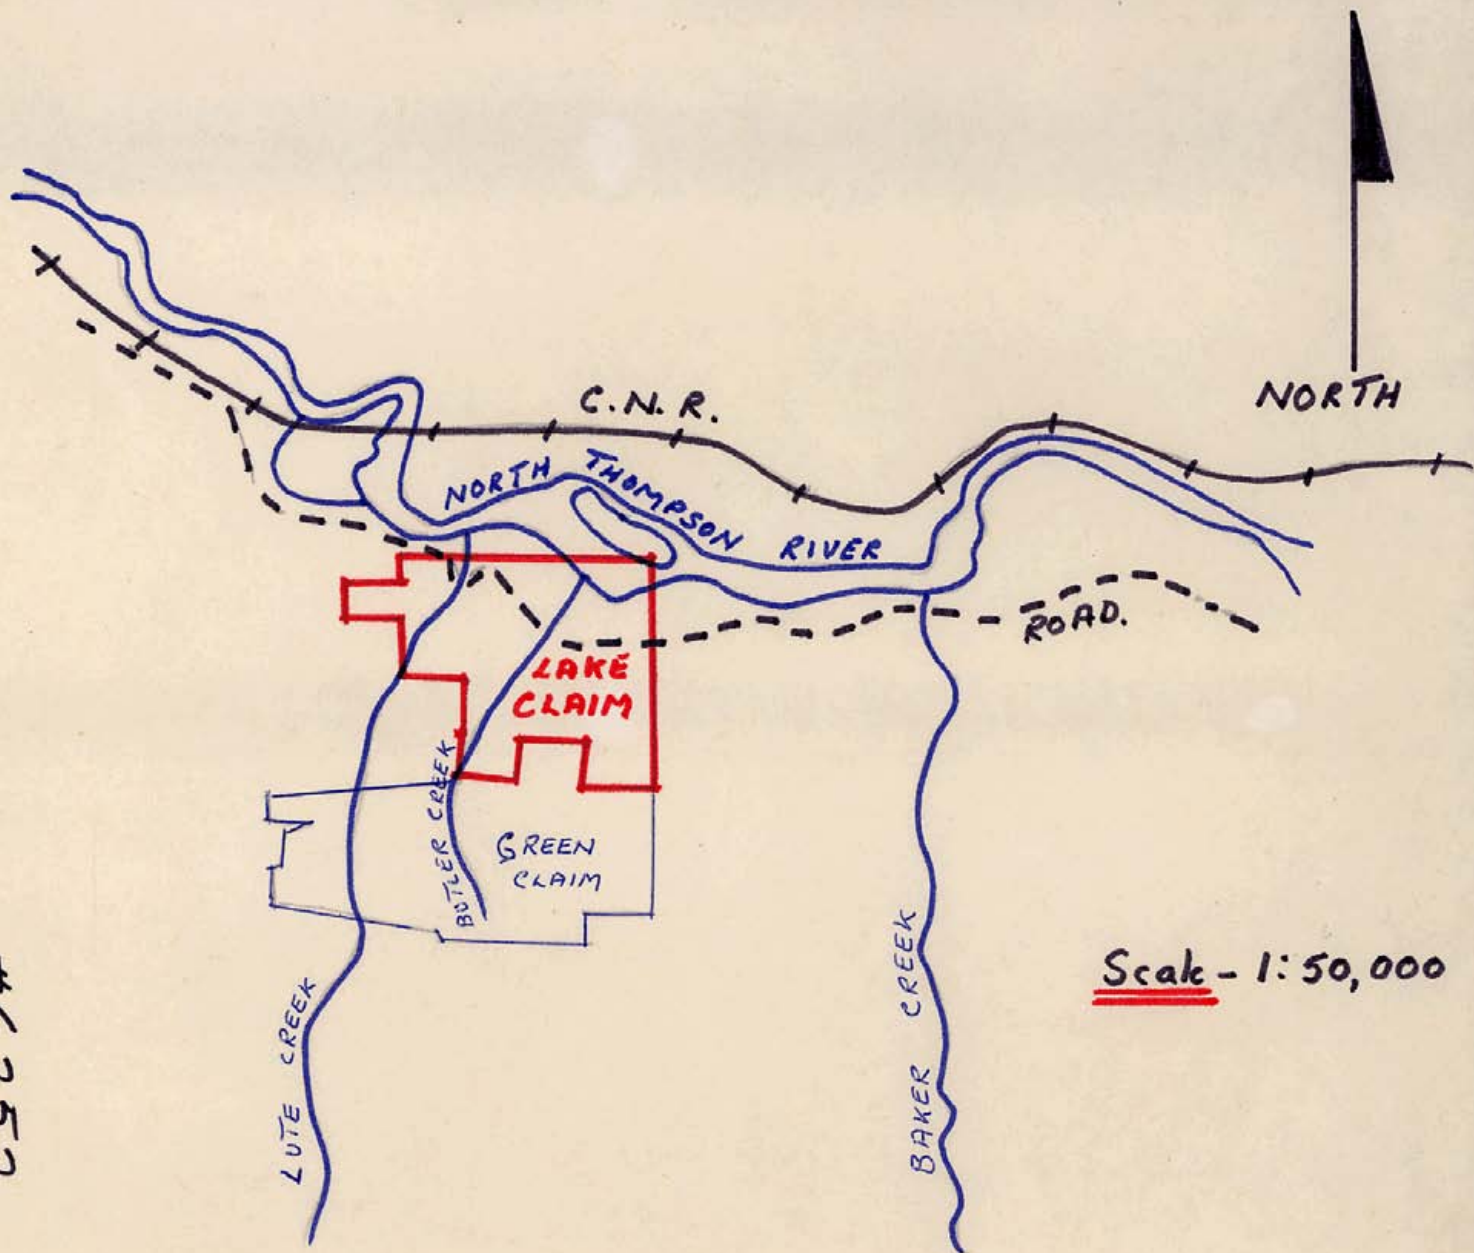 NORTH
C.N.R.
NORTH THOMPSON RIVER
ROAD.
LAKE
CLAIM
BUTLER CREEK
GREEN
CLAIM
Scale - 1:50,000
LUTE CREEK
BAKER CREEK